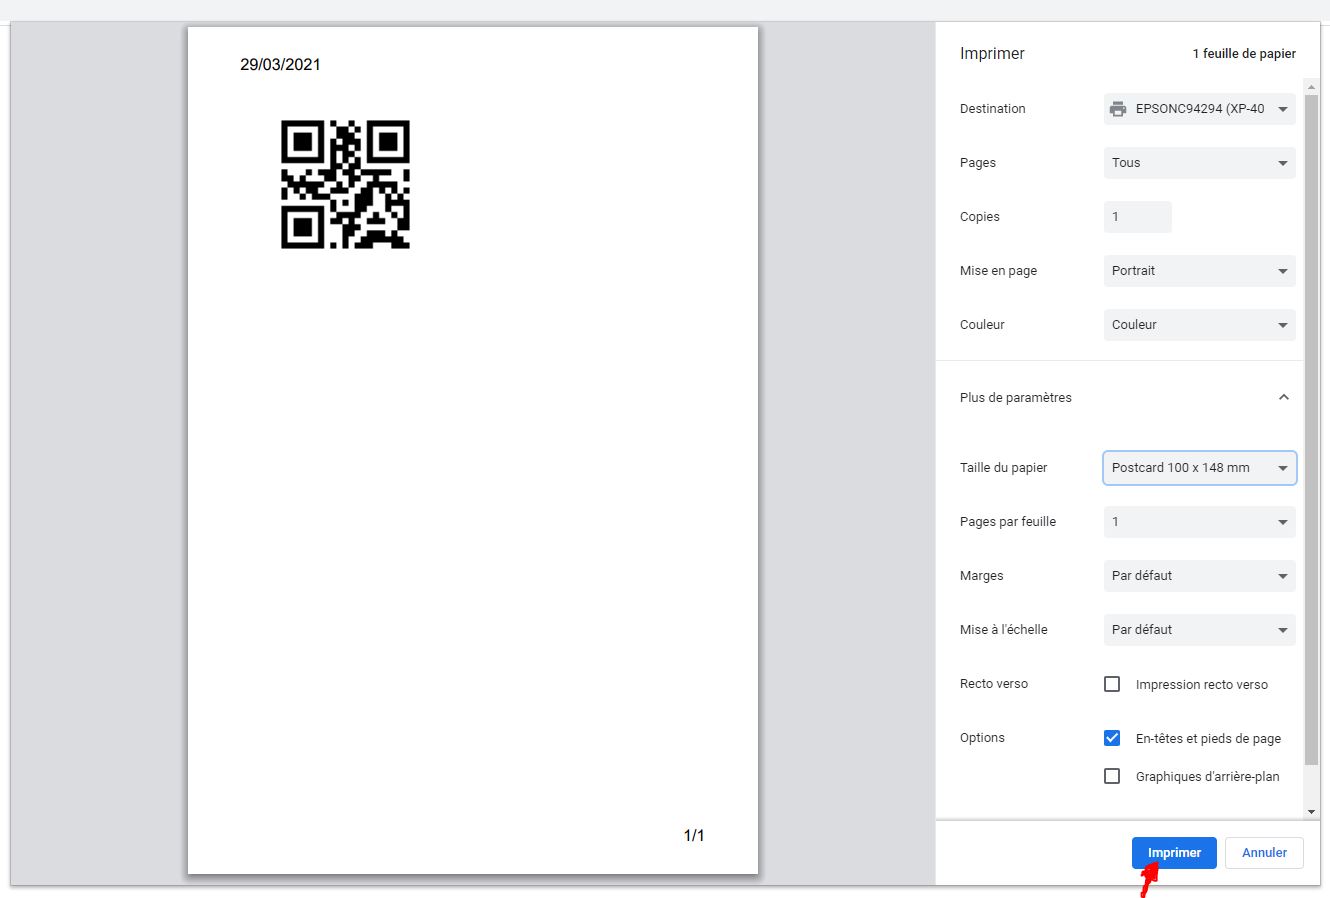 29/03/2021
1/1
Imprimer 1 feuille de papier
Destination EPSONC94294 (XP-40
Pages Tous
Copies 1
Mise en page Portrait
Couleur Couleur
Plus de paramètres
Taille du papier Postcard 100 x 148 mm
Pages par feuille 1
Marges Par défaut
Mise à l'échelle Par défaut
Recto verso Impression recto verso
Options En-têtes et pieds de page
Graphiques d'arrière-plan
Imprimer Annuler